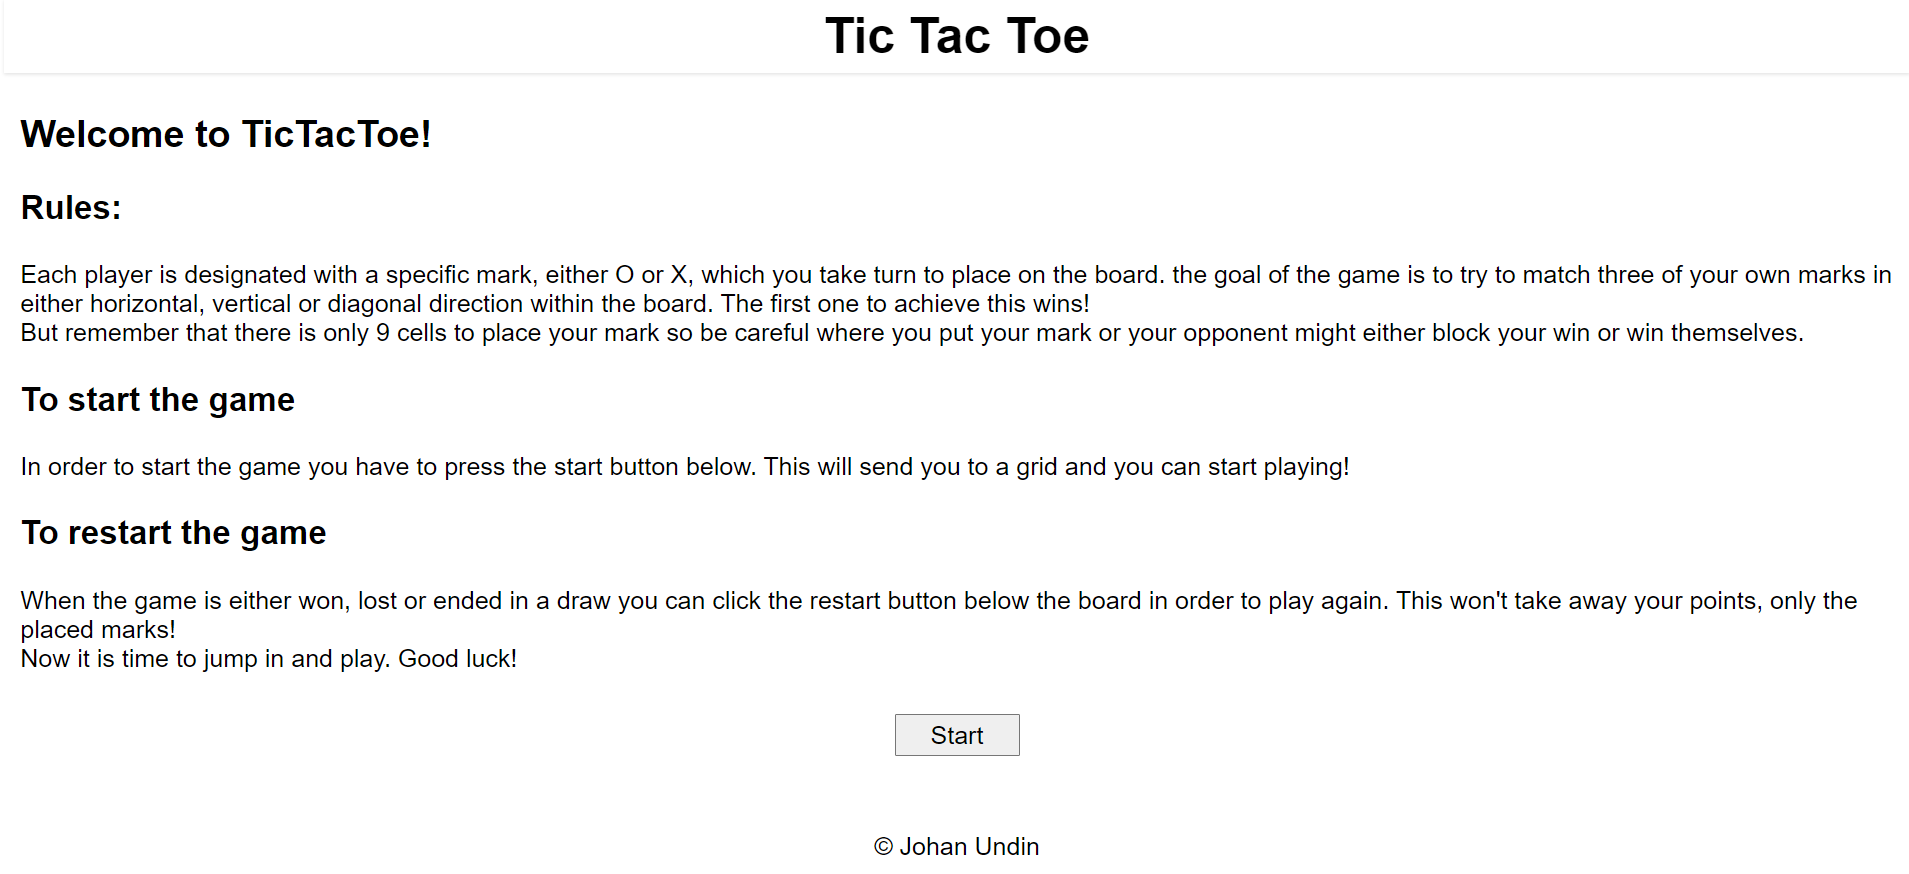 Tic Tac Toe
Welcome to TicTacToe!
Rules:
Each player is designated with a specific mark, either O or X, which you take turn to place on the board. the goal of the game is to try to match three of your own marks in
either horizontal, vertical or diagonal direction within the board. The first one to achieve this wins!
But remember that there is only 9 cells to place your mark so be careful where you put your mark or your opponent might either block your win or win themselves.
To start the game
In order to start the game you have to press the start button below. This will send you to a grid and you can start playing!
To restart the game
When the game is either won, lost or ended in a draw you can click the restart button below the board in order to play again. This won't take away your points, only the
placed marks!
Now it is time to jump in and play. Good luck!
Start
© Johan Undin